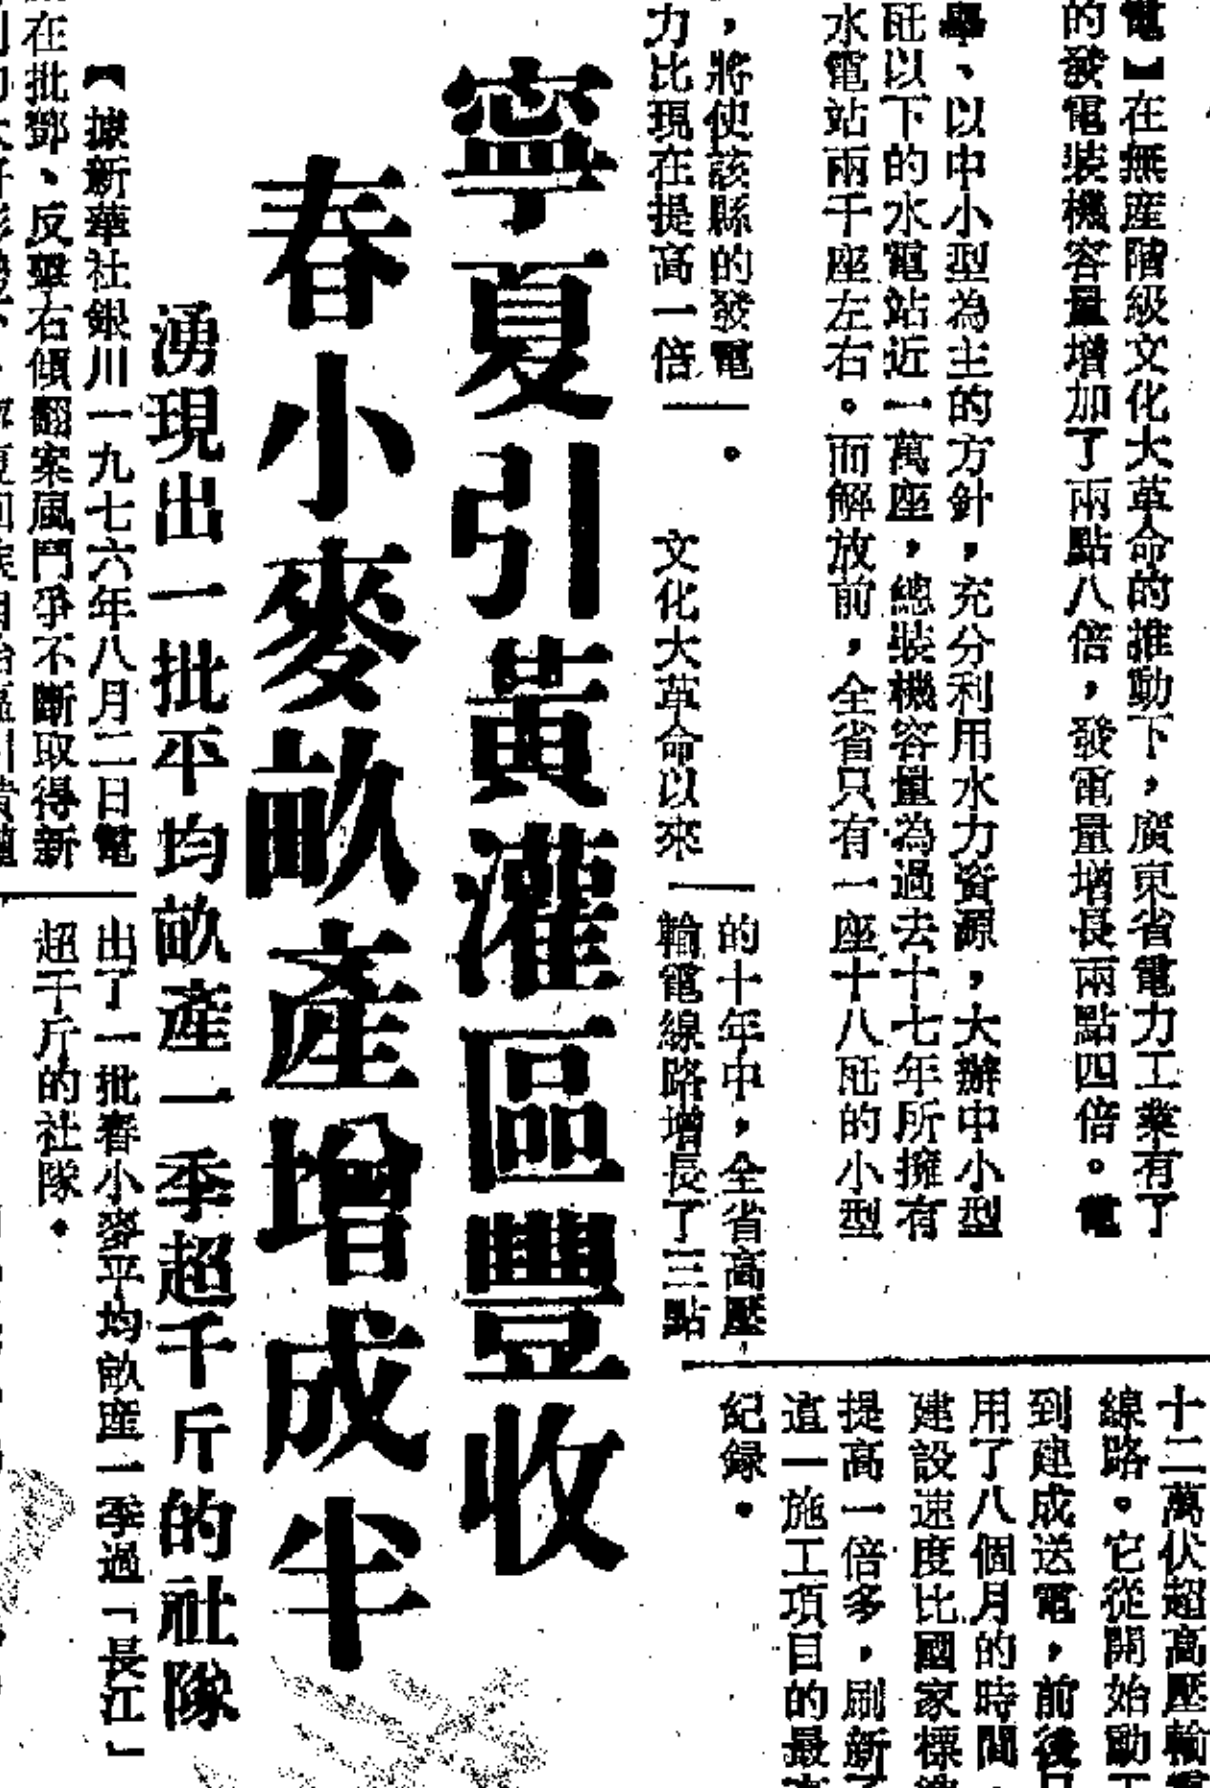 電】在無産階級文化大革命的推動下，廣東省電力工業有了
的發電裝機容量增加了兩點八倍，發電量增長兩點四倍。電
舉、以中小型為主的方針，充分利用水力資源，大辦中小型
瓩以下的水電站近一萬座，總裝機容量為過去十七年所擁有
水電站兩千座左右。而解放前，全省只有一座十八瓩的小型
，將使該縣的發電
力比現在提高一倍
。
文化大革命以來
的十年中，全省高壓
輸電線路增長了三點
十二萬伏超高壓輸電
線路。它從開始動工
到建成送電，前後只
用了八個月的時間，
建設速度比國家標準
提高一倍多，刷新了
這一施工項目的最
紀録。
寧夏引黃灌區豐收
春小麥畝產增成半
湧現出一批平均畝產一季超千斤的社隊
【據新華社銀川一九七六年八月二日電
在批鄧、反擊右傾翻案風鬥爭不斷取得新
出了一批春小麥平均畝産一季過「長江」
超千斤的社隊。